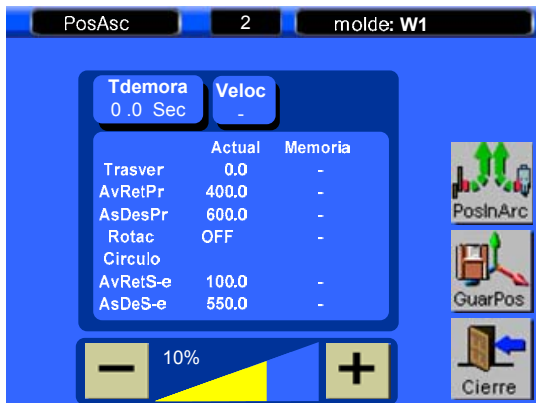 PosAsc 2 molde: W1
Tdemora Veloc
0 .0 Sec -
Actual Memoria
Trasver 0.0 -
AvRetPr 400.0 -
AsDesPr 600.0 -
Rotac OFF -
Circulo
AvRetS-e 100.0 -
AsDeS-e 550.0 -
PosInArc
GuarPos
Cierre
− 10% +